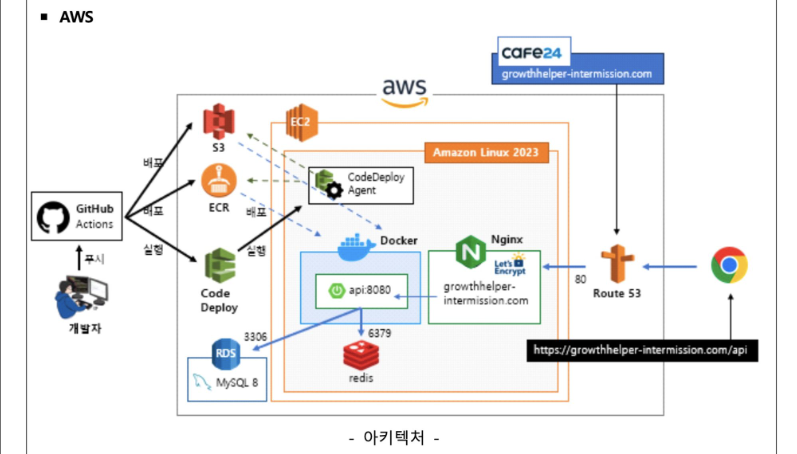 ▪ AWS
CAFE24
growthhelper-intermission.com
aws
S3
EC2
Amazon Linux 2023
배포
CodeDeploy
Agent
GitHub
Actions
배포
ECR
배포
Docker
Nginx
푸시
실행
실행
Let's
Encrypt
Code
Deploy
api:8080
growthhelper-
intermission.com
80
Route 53
개발자
3306
6379
https://growthhelper-intermission.com/api
RDS
MySQL 8
redis
- 아키텍처 -